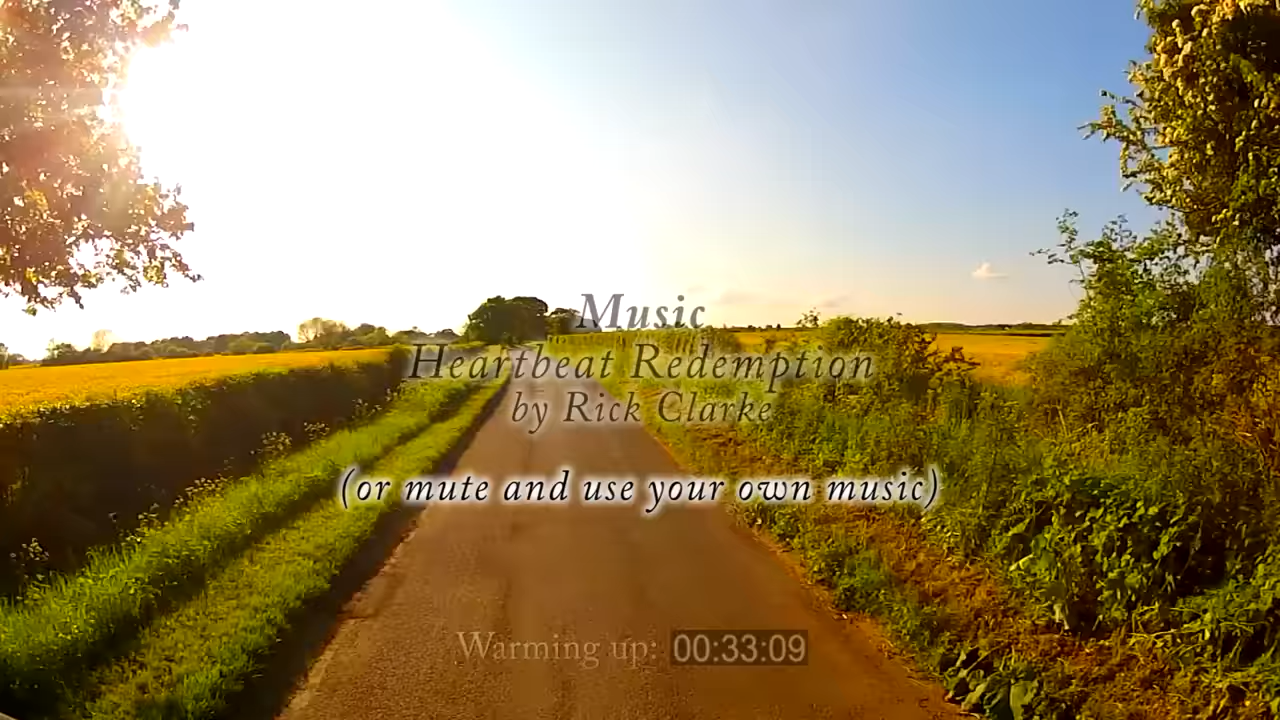 Music
Heartbeat Redemption
by Rick Clarke
(or mute and use your own music)
Warming up: 00:33:09